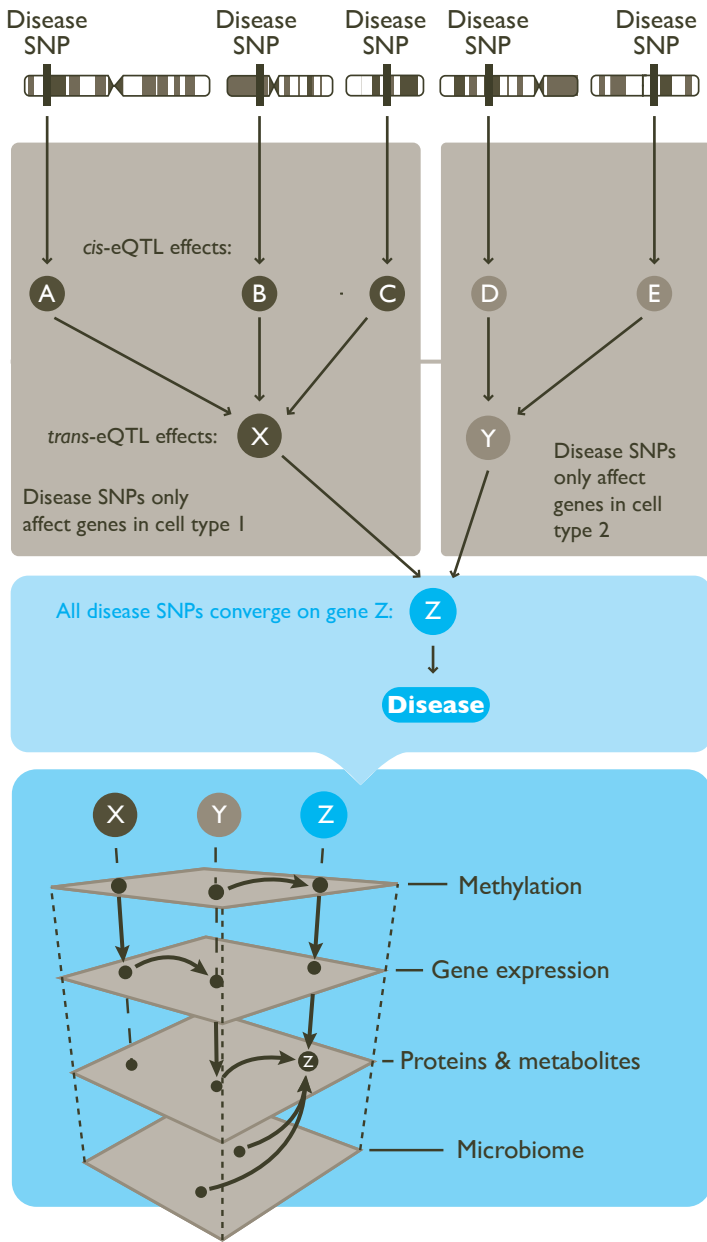 Disease
SNP
Disease
SNP
Disease
SNP
Disease
SNP
Disease
SNP
cis-eQTL effects:
A
B
C
D
E
trans-eQTL effects:
X
Y
Disease SNPs only
affect genes in cell type 1
Disease SNPs
only affect
genes in cell
type 2
All disease SNPs converge on gene Z:
Z
Disease
X
Y
Z
Methylation
Gene expression
Proteins & metabolites
Z
Microbiome